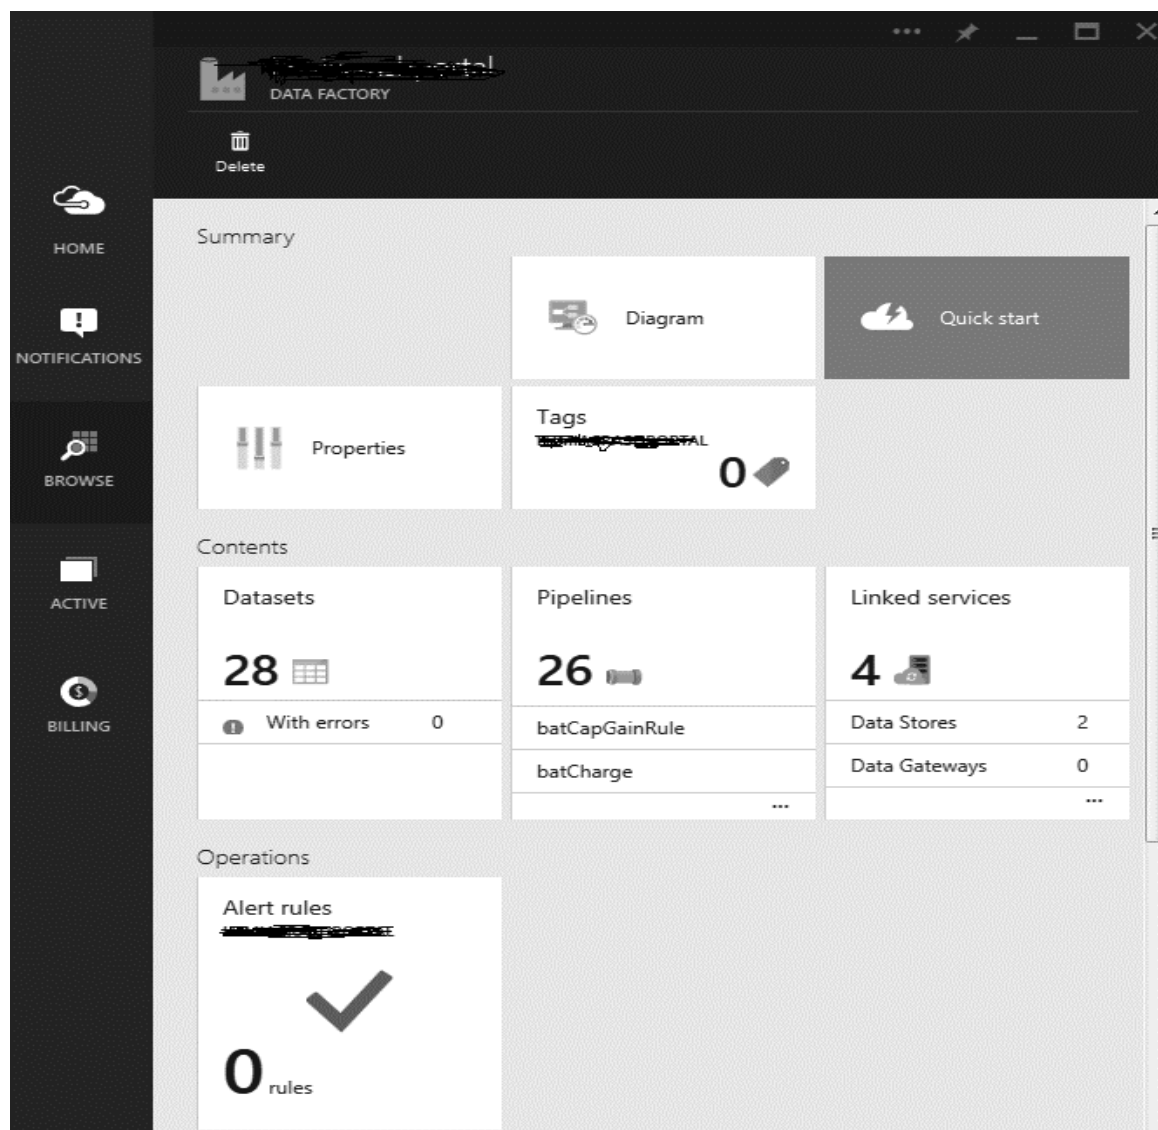 DATA FACTORY
Delete
HOME
NOTIFICATIONS
BROWSE
ACTIVE
BILLING
Summary
Diagram
Quick start
Properties
Tags
0
Contents
Datasets
28
With errors 0
Pipelines
26
batCapGainRule
batCharge
...
Linked services
4
Data Stores 2
Data Gateways 0
...
Operations
Alert rules
0 rules